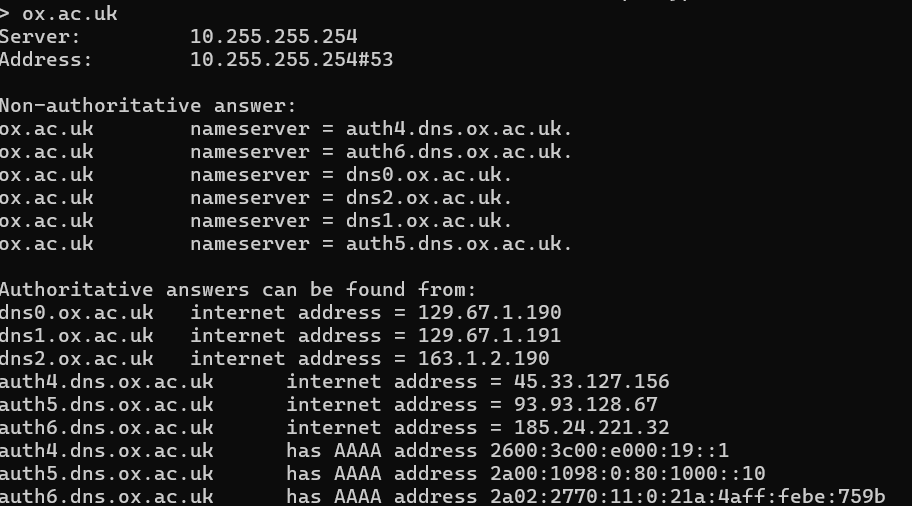 > ox.ac.uk
Server: 10.255.255.254
Address: 10.255.255.254#53
Non-authoritative answer:
ox.ac.uk nameserver = auth4.dns.ox.ac.uk.
ox.ac.uk nameserver = auth6.dns.ox.ac.uk.
ox.ac.uk nameserver = dns0.ox.ac.uk.
ox.ac.uk nameserver = dns2.ox.ac.uk.
ox.ac.uk nameserver = dns1.ox.ac.uk.
ox.ac.uk nameserver = auth5.dns.ox.ac.uk.
Authoritative answers can be found from:
dns0.ox.ac.uk internet address = 129.67.1.190
dns1.ox.ac.uk internet address = 129.67.1.191
dns2.ox.ac.uk internet address = 163.1.2.190
auth4.dns.ox.ac.uk internet address = 45.33.127.156
auth5.dns.ox.ac.uk internet address = 93.93.128.67
auth6.dns.ox.ac.uk internet address = 185.24.221.32
auth4.dns.ox.ac.uk has AAAA address 2600:3c00:e000:19::1
auth5.dns.ox.ac.uk has AAAA address 2a00:1098:0:80:1000::10
auth6.dns.ox.ac.uk has AAAA address 2a02:2770:11:0:21a:4aff:febe:759b